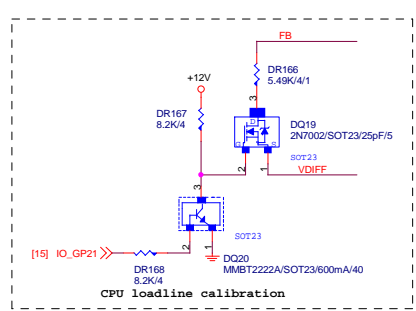 FB
DR166
5.49K/4/1
+12V
DR167
8.2K/4
3
D
G
S
DQ19
2N7002/SOT23/25pF/5
SOT23
2
1
VDIFF
3
SOT23
[15] IO_GP21
2
1
DR168
8.2K/4
DQ20
MMBT2222A/SOT23/600mA/40
CPU loadline calibration